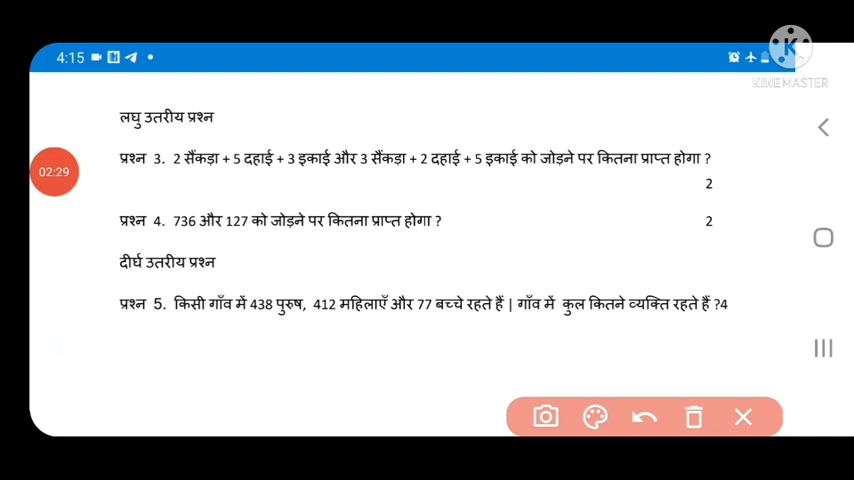 4:15
K
KINEMASTER
लघु उतरीय प्रश्न
02:29
प्रश्न 3. 2 सैंकड़ा + 5 दहाई + 3 इकाई और 3 सैंकड़ा + 2 दहाई + 5 इकाई को जोड़ने पर कितना प्राप्त होगा ?
2
प्रश्न 4. 736 और 127 को जोड़ने पर कितना प्राप्त होगा ? 2
दीर्घ उतरीय प्रश्न
प्रश्न 5. किसी गाँव में 438 पुरुष, 412 महिलाएँ और 77 बच्चे रहते हैं | गाँव में कुल कितने व्यक्ति रहते हैं ?4